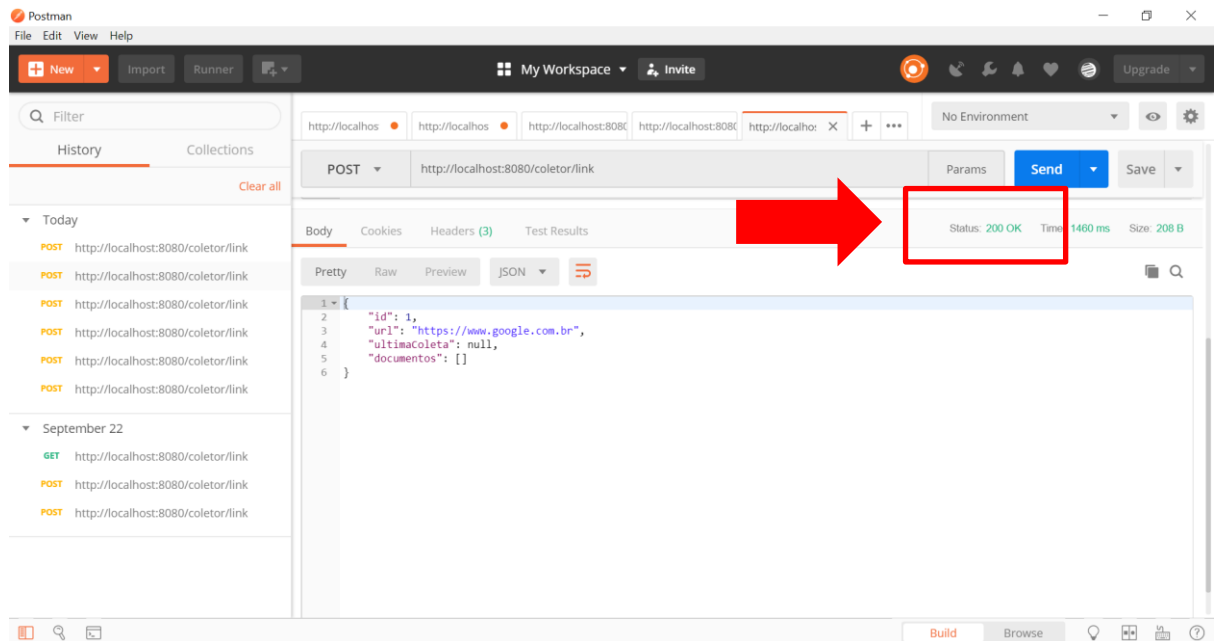 Postman
File Edit View Help
New Import Runner My Workspace Invite Upgrade
Filter
History Collections
Clear all
Today
POST http://localhost:8080/coletor/link
POST http://localhost:8080/coletor/link
POST http://localhost:8080/coletor/link
POST http://localhost:8080/coletor/link
POST http://localhost:8080/coletor/link
POST http://localhost:8080/coletor/link
September 22
GET http://localhost:8080/coletor/link
POST http://localhost:8080/coletor/link
POST http://localhost:8080/coletor/link
http://localhos http://localhos http://localhost:8080 http://localhost:8080 http://localhos No Environment
POST http://localhost:8080/coletor/link Params Send Save
Body Cookies Headers (3) Test Results Status: 200 OK Time: 1460 ms Size: 208 B
Pretty Raw Preview JSON
1 {
2 "id": 1,
3 "url": "https://www.google.com.br",
4 "ultimaColeta": null,
5 "documentos": []
6 }
Build Browse